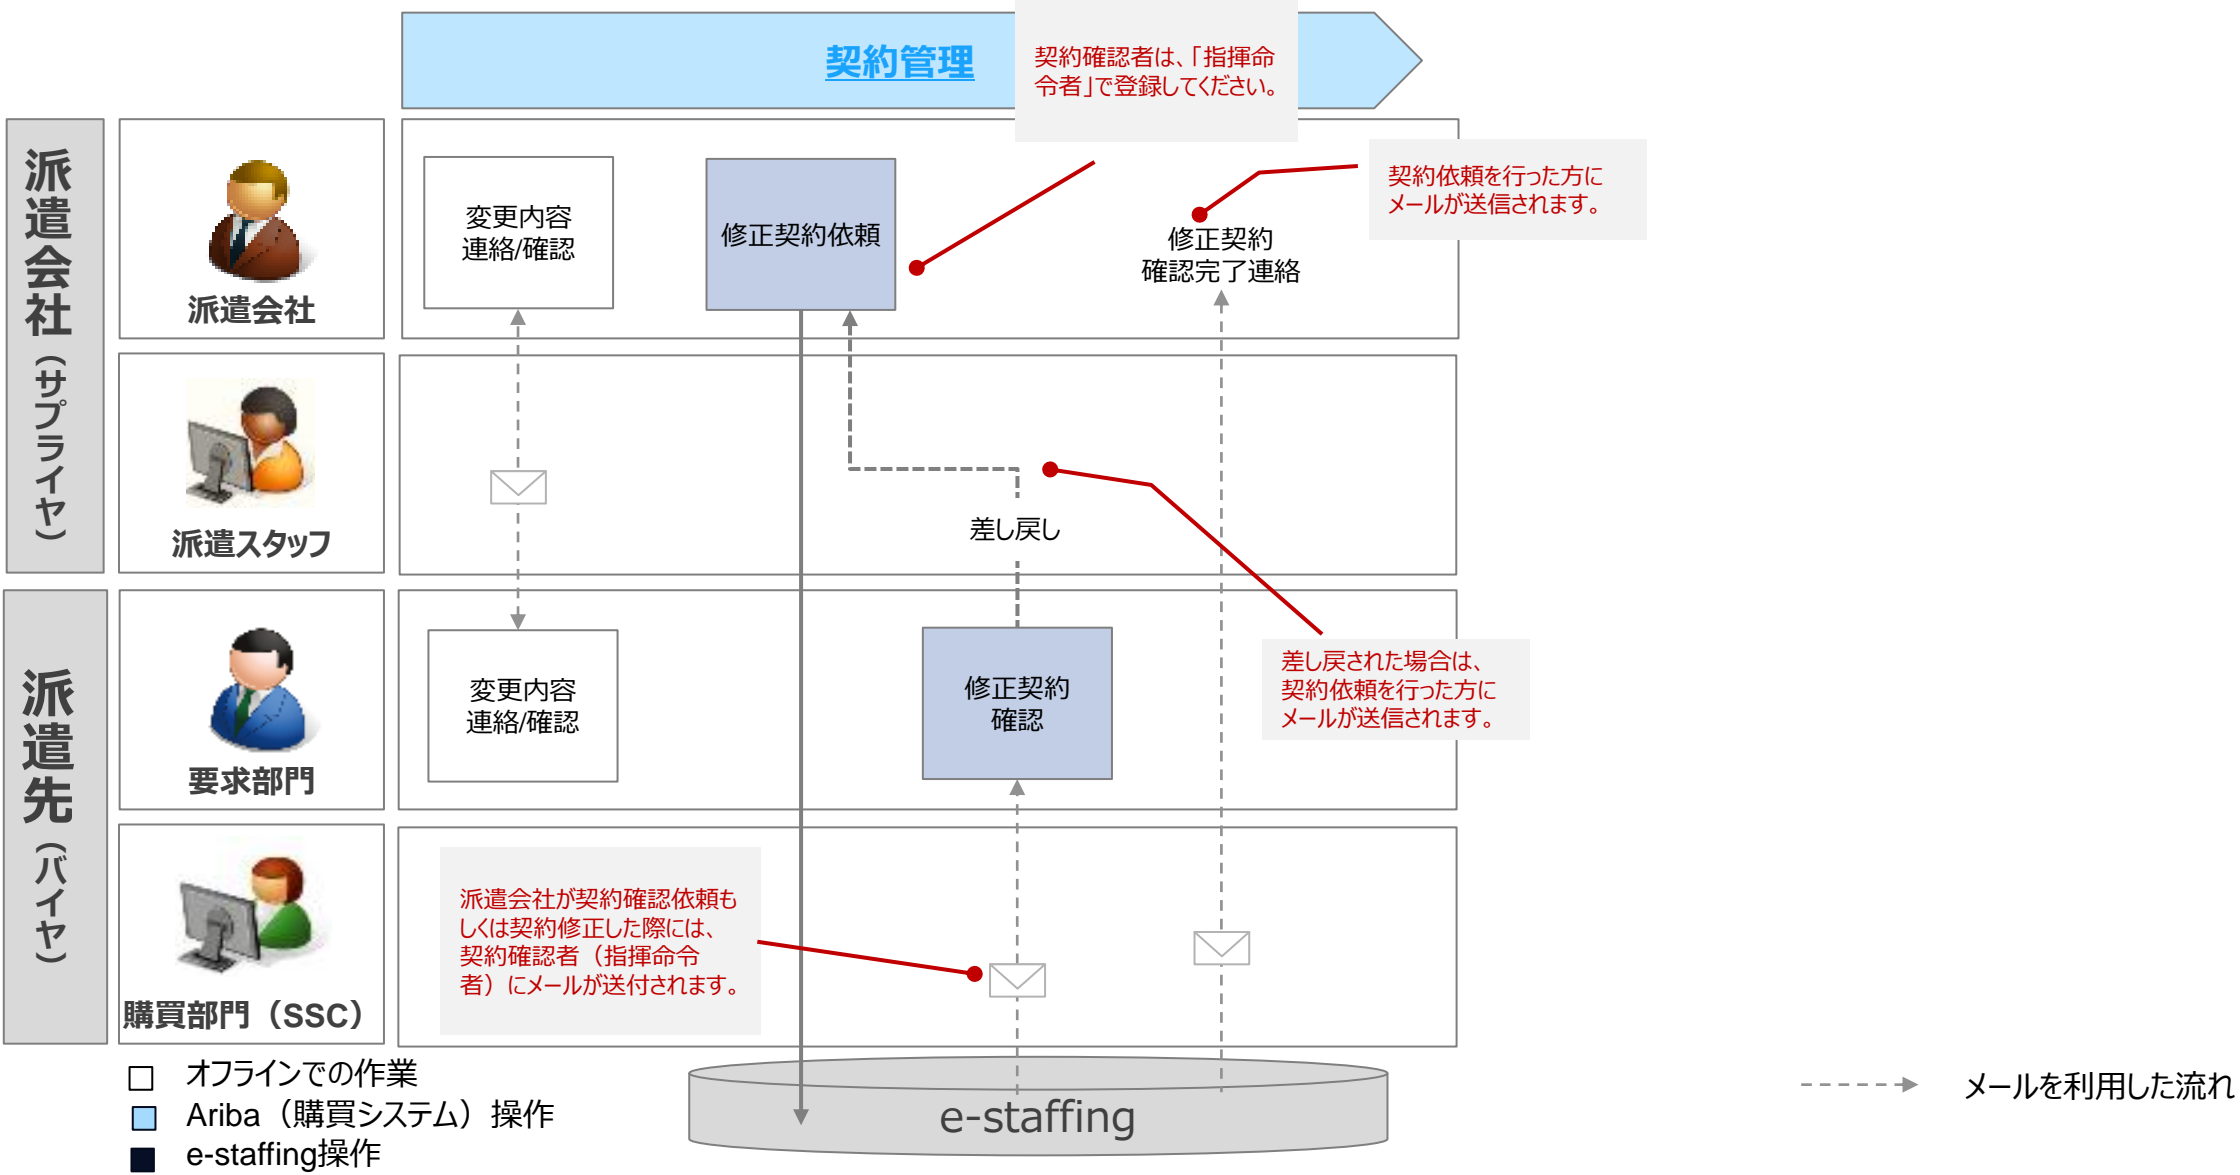 契約管理
契約確認者は、「指揮命
令者」で登録してください。
派遣会社（サプライヤ）
派遣会社
変更内容
連絡/確認
修正契約依頼
修正契約
確認完了連絡
契約依頼を行った方に
メールが送信されます。
派遣スタッフ
差し戻し
派遣先（バイヤ）
要求部門
変更内容
連絡/確認
修正契約
確認
差し戻された場合は、
契約依頼を行った方に
メールが送信されます。
購買部門（SSC）
派遣会社が契約確認依頼も
しくは契約修正した際には、
契約確認者（指揮命令
者）にメールが送付されます。
e-staffing
オフラインでの作業
Ariba（購買システム）操作
e-staffing操作
メールを利用した流れ